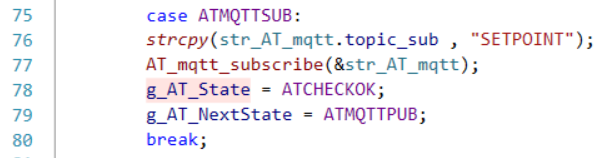 75 case ATMQTTSUB:
76 strcpy(str_AT_mqtt.topic_sub , "SETPOINT");
77 AT_mqtt_subscribe(&str_AT_mqtt);
78 g_AT_State = ATCHECKOK;
79 g_AT_NextState = ATMQTTPUB;
80 break;